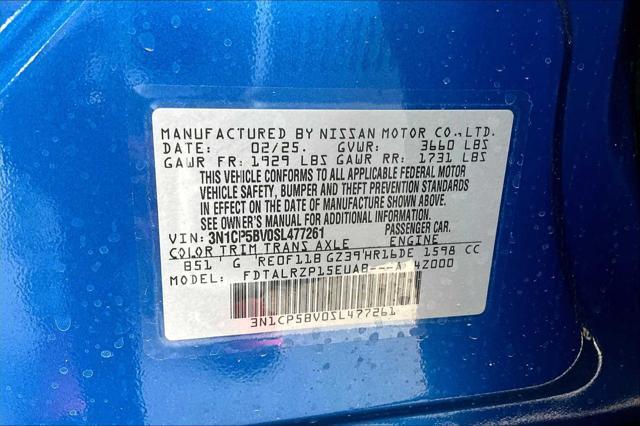 MANUFACTURED BY NISSAN MOTOR CO.,LTD.
DATE: 02/25. GVWR: 3660 LBS
GAWR FR: 1929 LBS GAWR RR: 1731 LBS
THIS VEHICLE CONFORMS TO ALL APPLICABLE FEDERAL MOTOR
VEHICLE SAFETY, BUMPER AND THEFT PREVENTION STANDARDS
IN EFFECT ON THE DATE OF MANUFACTURE SHOWN ABOVE.
SEE OWNER'S MANUAL FOR ADDITIONAL INFORMATION.
VIN: 3N1CP5BV0SL477261 PASSENGER CAR.
COLOR TRIM TRANS AXLE ENGINE
B51 G RE0F11B GZ39 HR16DE 1598 CC
MODEL: FDTALRZP15EUAB---
3N1CP5BV0SL477261